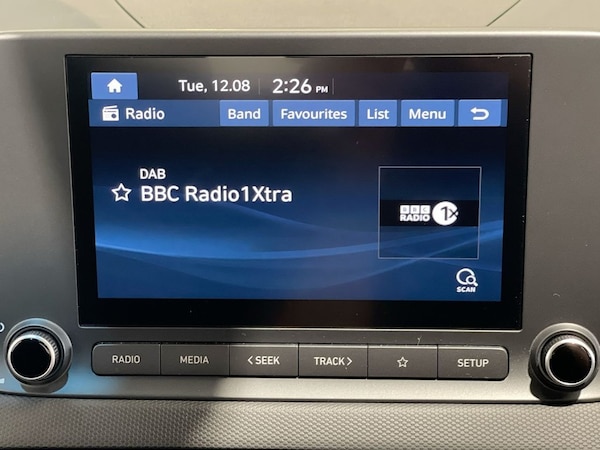 Tue, 12.08 2:26 PM
Radio Band Favourites List Menu
DAB
BBC Radio1Xtra
BBC
RADIO 1x
SCAN
RADIO MEDIA <SEEK TRACK> SETUP